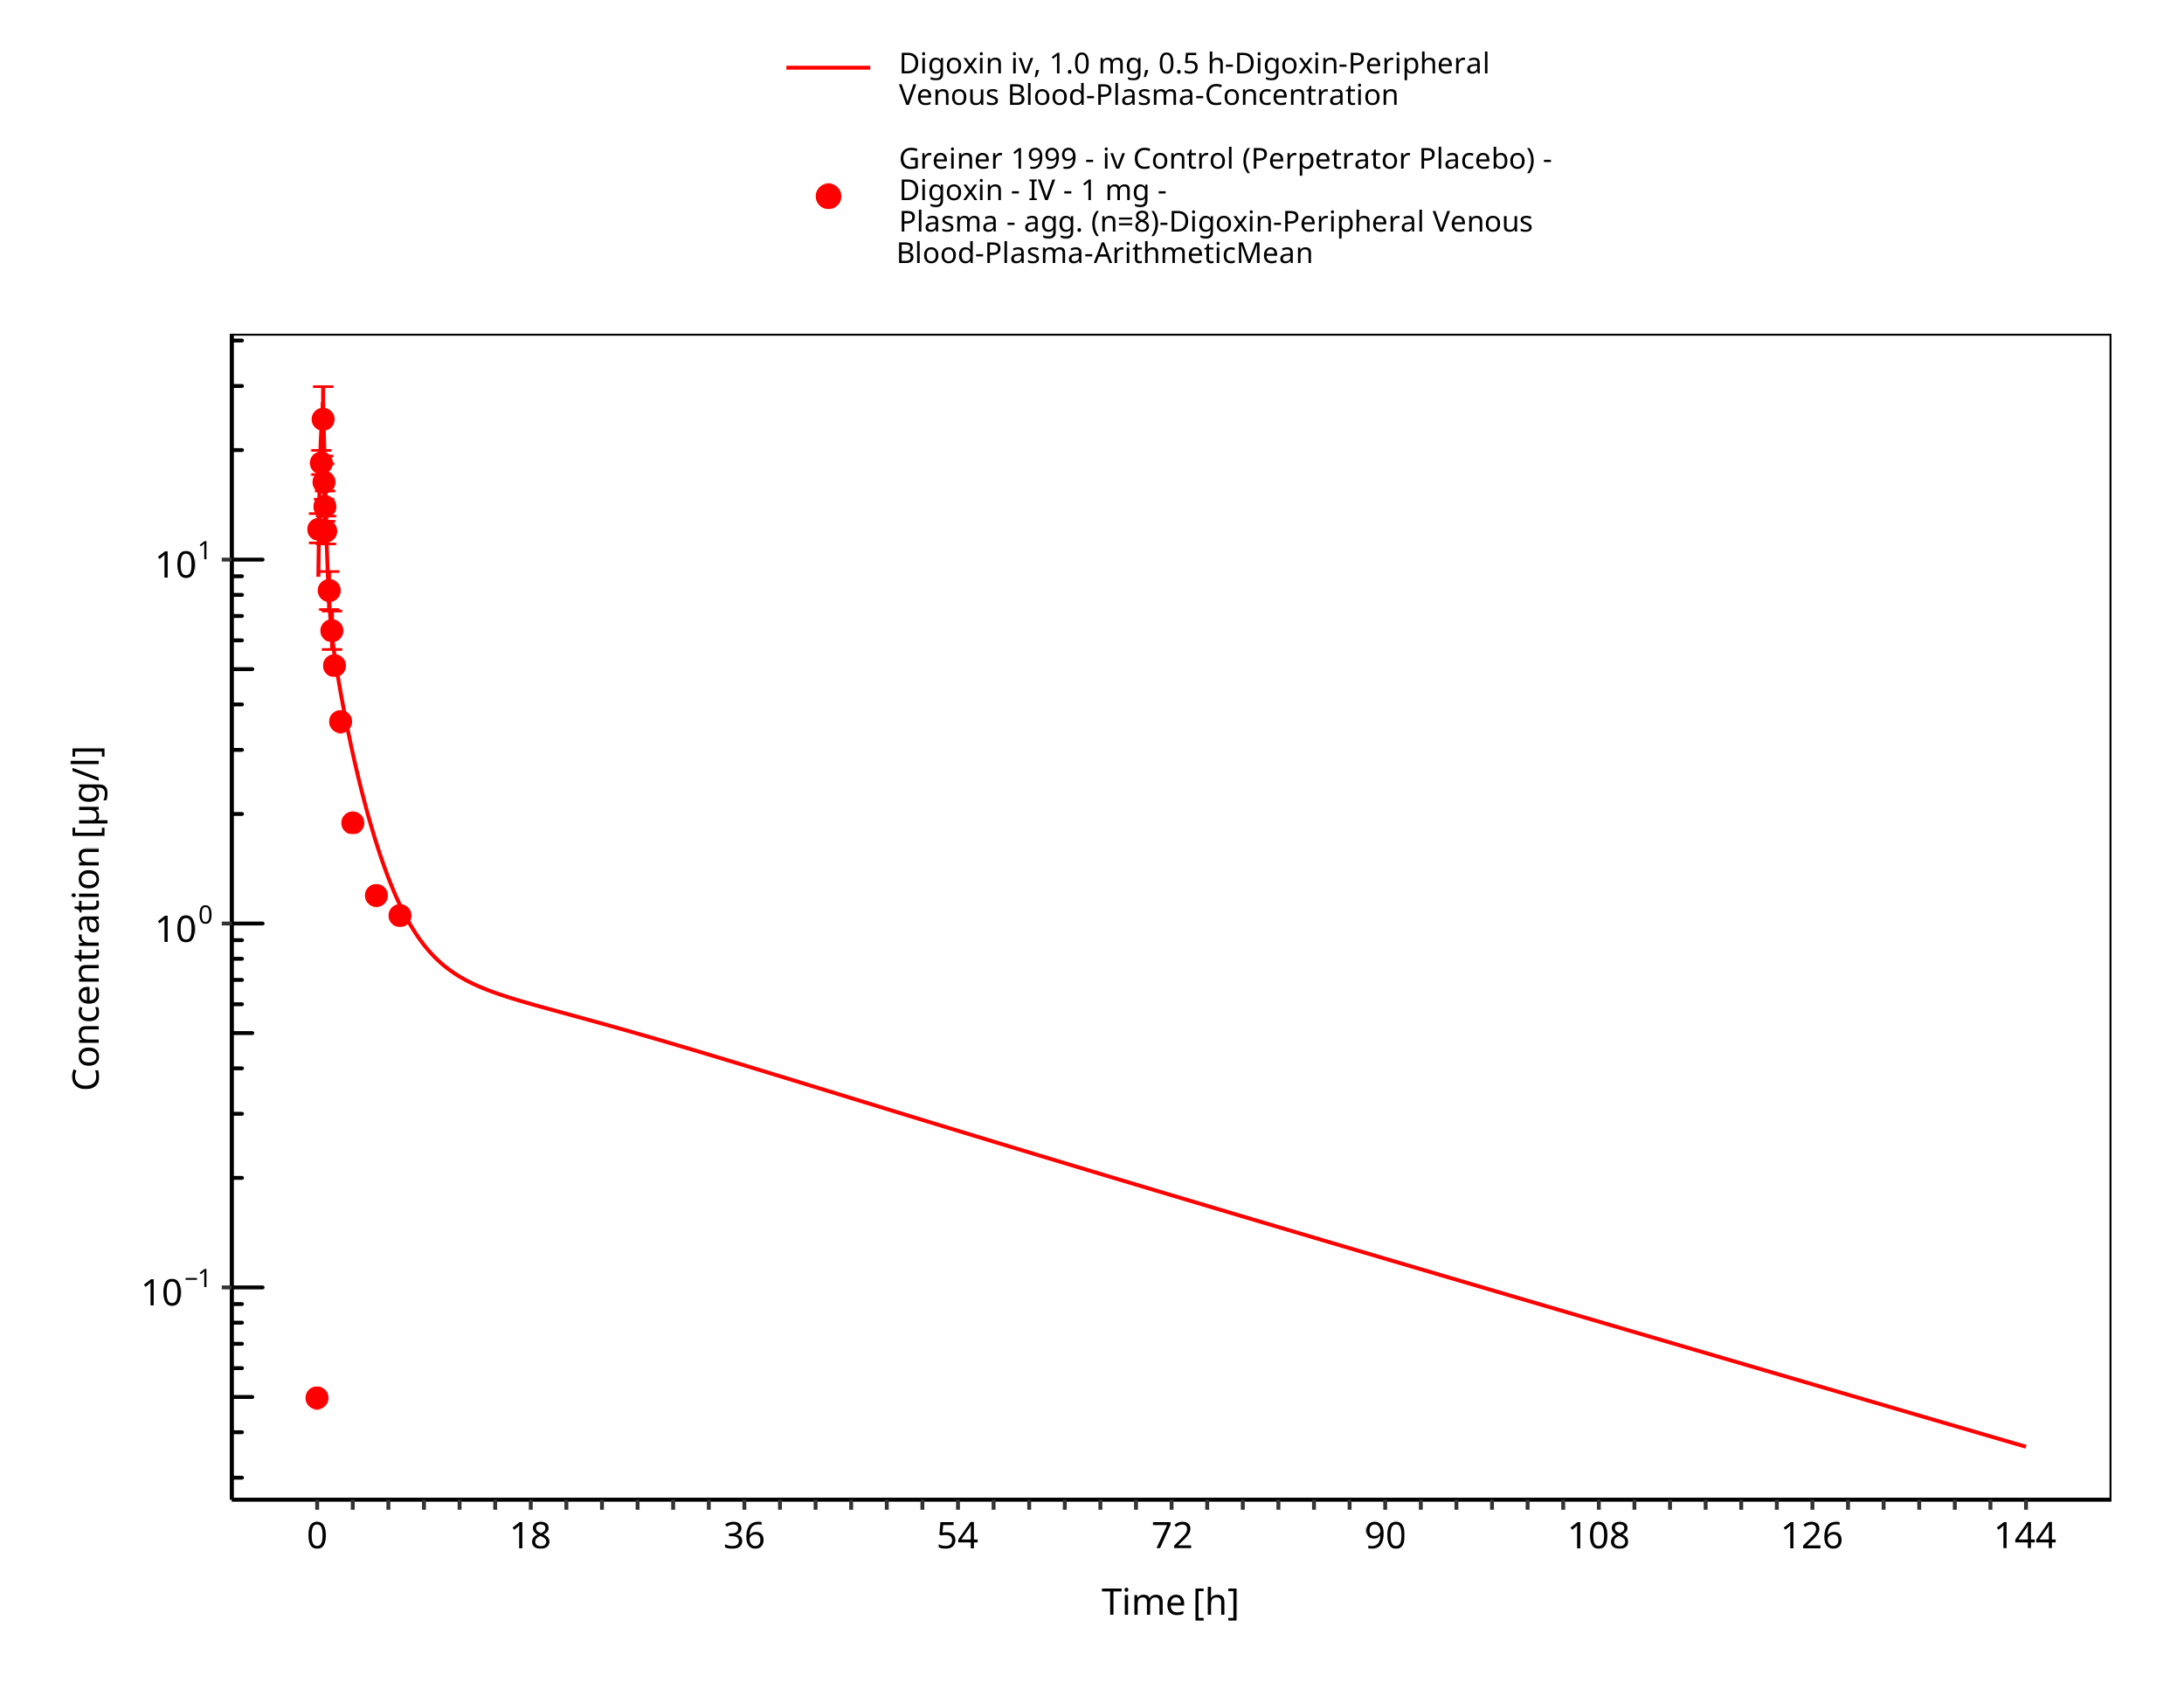 Digoxin iv, 1.0 mg, 0.5 h-Digoxin-Peripheral
Venous Blood-Plasma-Concentration
Greiner 1999 - iv Control (Perpetrator Placebo) -
Digoxin - IV - 1 mg -
Plasma - agg. (n=8)-Digoxin-Peripheral Venous
Blood-Plasma-ArithmeticMean
Concentration [µg/l]
10¹
10⁰
10⁻¹
0 18 36 54 72 90 108 126 144
Time [h]